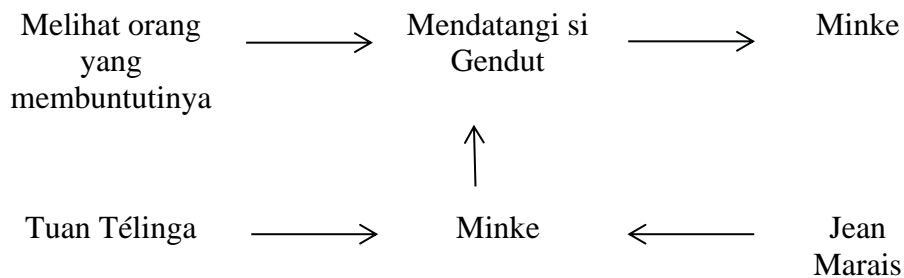 Melihat orang
yang
membuntutinya
Mendatangi si
Gendut
Minke
Tuan Télinga
Minke
Jean
Marais